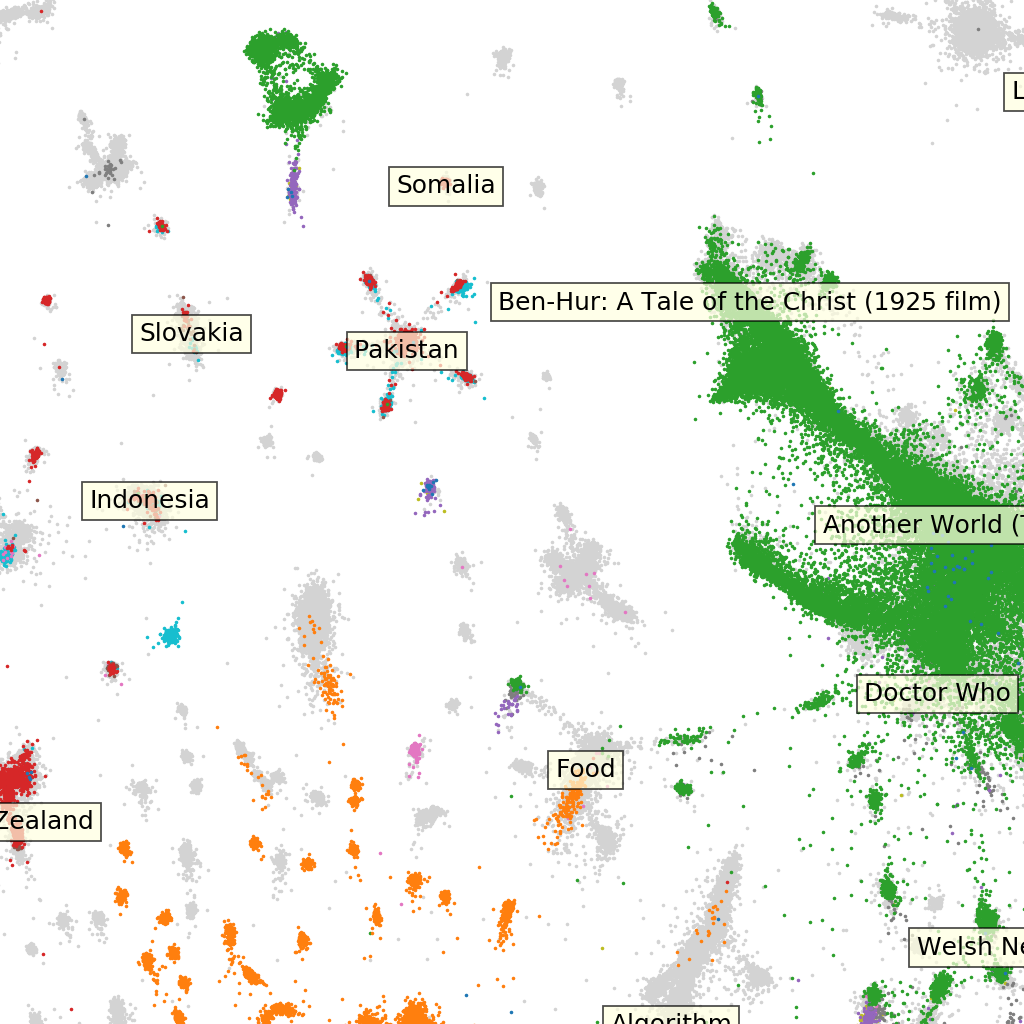 L
Somalia
Ben-Hur: A Tale of the Christ (1925 film)
Slovakia
Pakistan
Indonesia
Another World (
Doctor Who
Food
Zealand
Welsh Ne
Algorithm